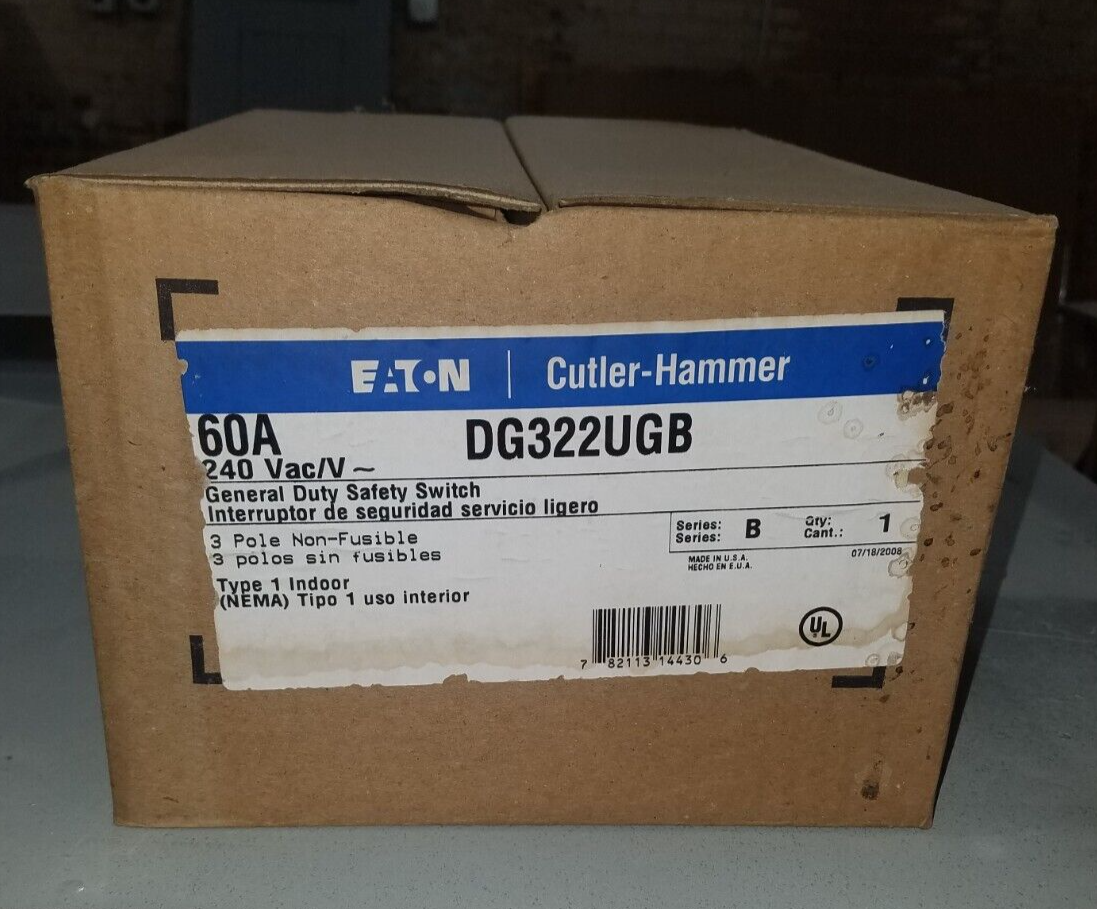 EATON | Cutler-Hammer
60A DG322UGB
240 Vac/V ~
General Duty Safety Switch
Interruptor de seguridad servicio ligero
3 Pole Non-Fusible
3 polos sin fusibles
Series: B Qty: 1
Series: Cant.:
MADE IN U.S.A. 07/18/2008
HECHO EN E.U.A.
Type 1 Indoor
(NEMA) Tipo 1 uso interior
UL
7 82113 14430 6